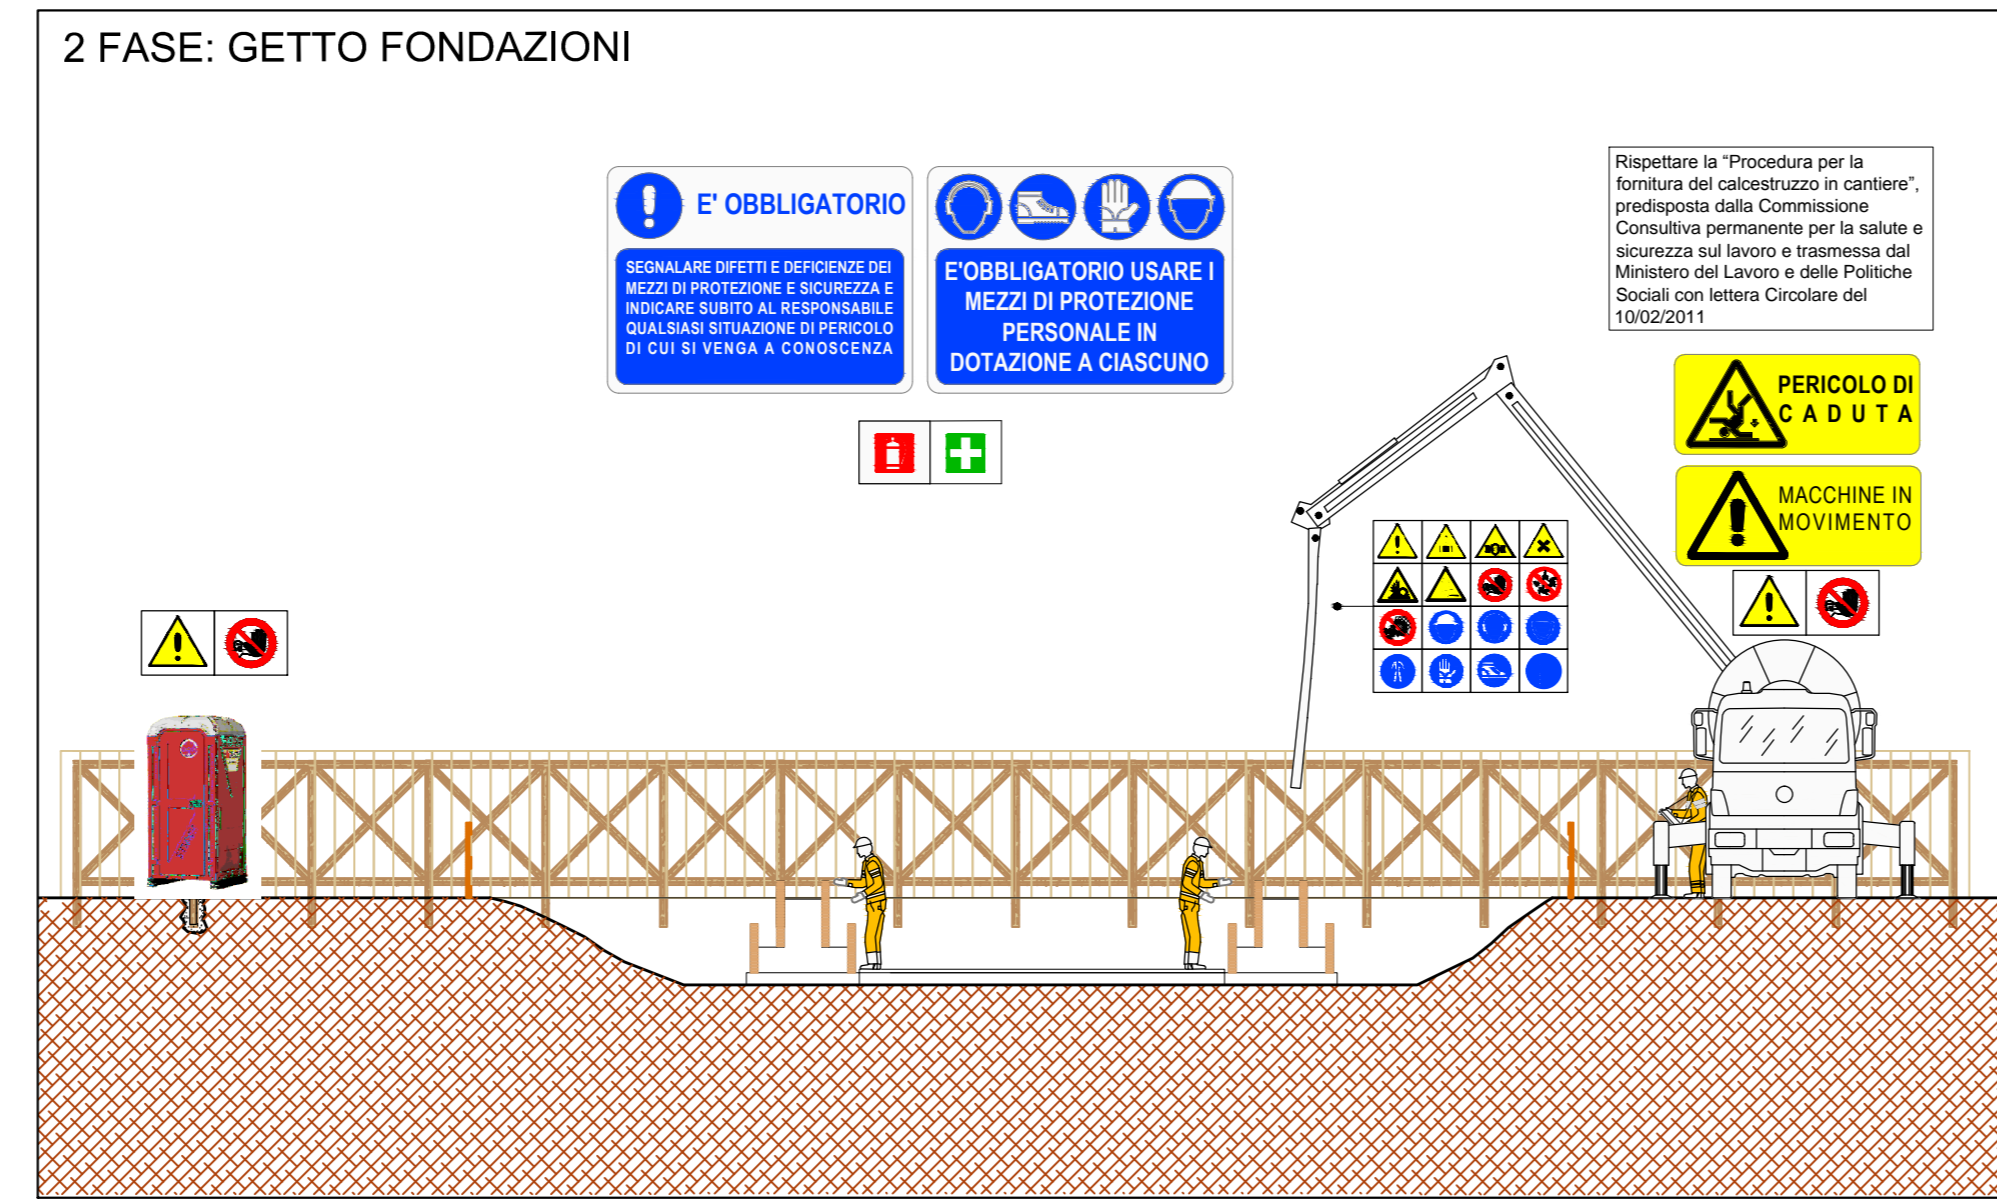 2 FASE: GETTO FONDAZIONI
Rispettare la “Procedura per la
fornitura del calcestruzzo in cantiere”,
predisposta dalla Commissione
Consultiva permanente per la salute e
sicurezza sul lavoro e trasmessa dal
Ministero del Lavoro e delle Politiche
Sociali con lettera Circolare del
10/02/2011
E' OBBLIGATORIO
SEGNALARE DIFETTI E DEFICIENZE DEI
MEZZI DI PROTEZIONE E SICUREZZA E
INDICARE SUBITO AL RESPONSABILE
QUALSIASI SITUAZIONE DI PERICOLO
DI CUI SI VENGA A CONOSCENZA
E'OBBLIGATORIO USARE I
MEZZI DI PROTEZIONE
PERSONALE IN
DOTAZIONE A CIASCUNO
PERICOLO DI
CADUTA
MACCHINE IN
MOVIMENTO